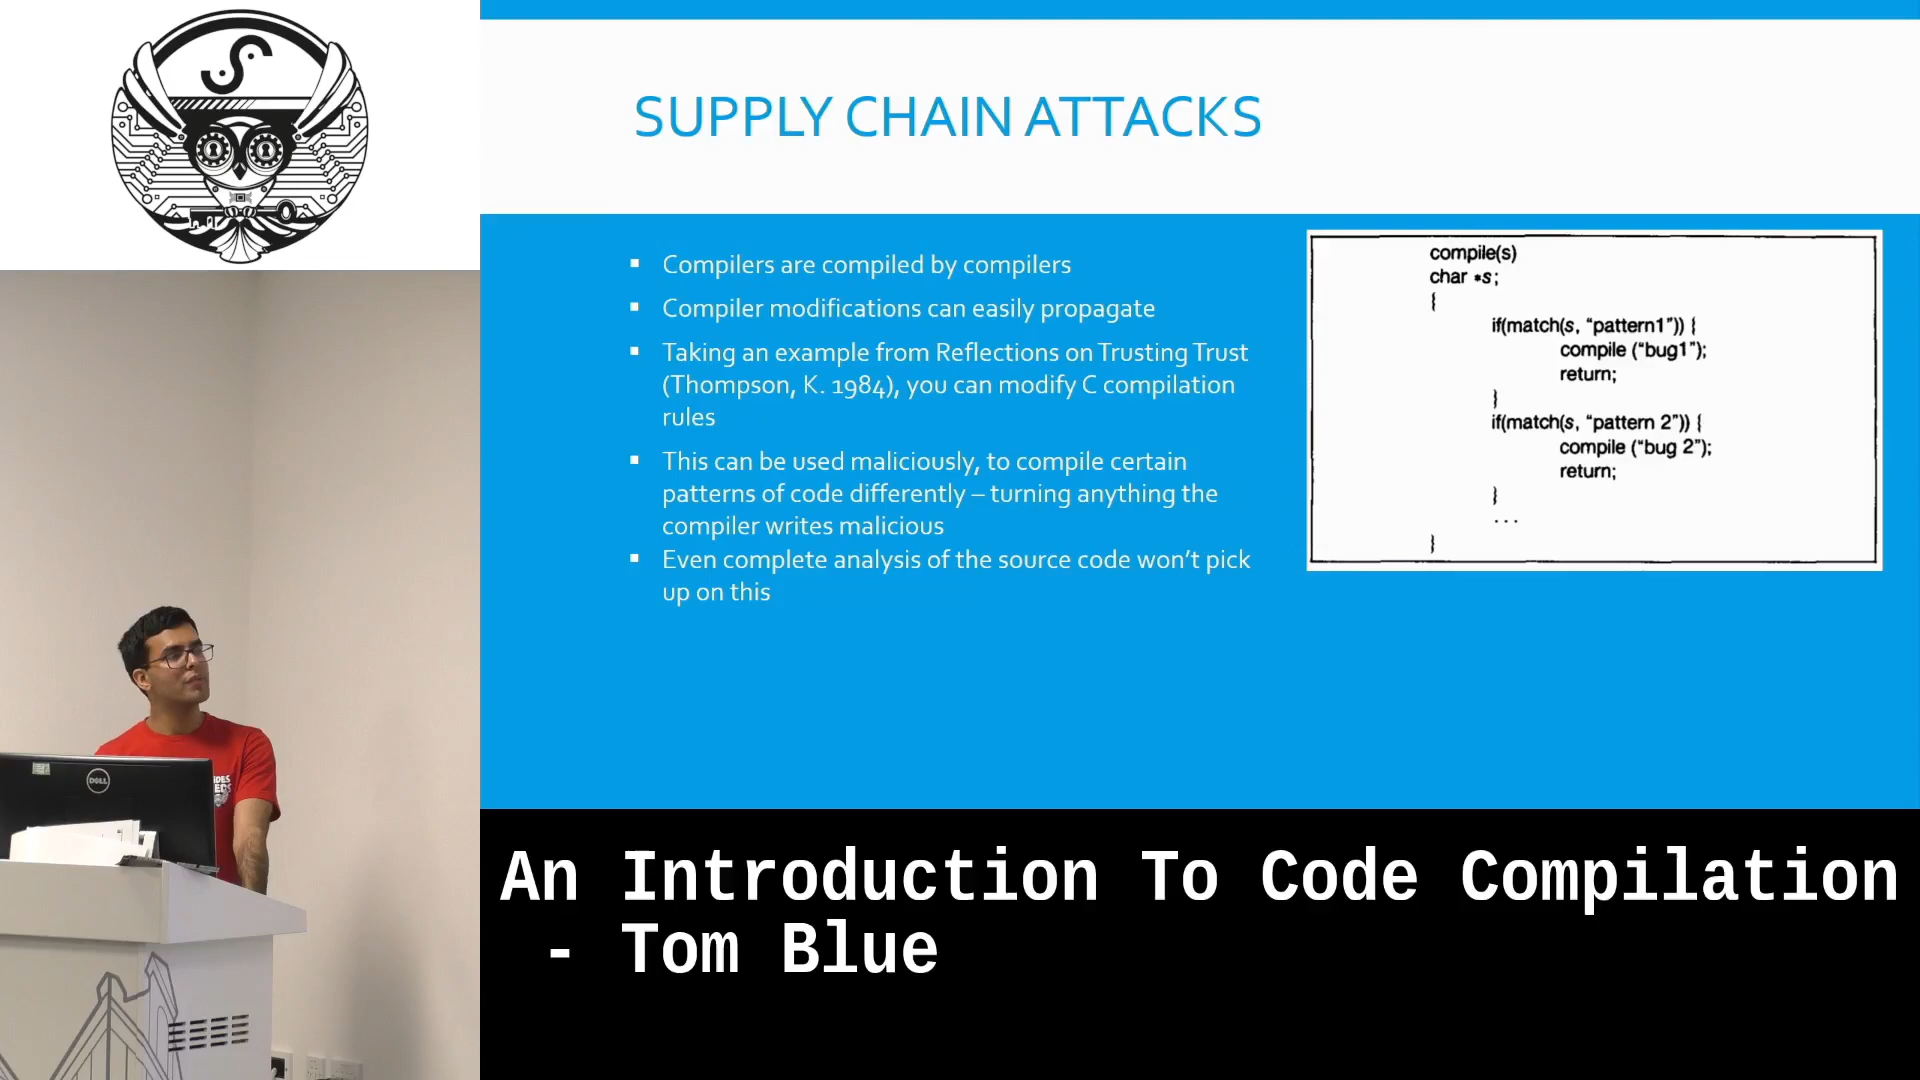 SUPPLY CHAIN ATTACKS
▪ Compilers are compiled by compilers
▪ Compiler modifications can easily propagate
▪ Taking an example from Reflections on Trusting Trust
(Thompson, K. 1984), you can modify C compilation
rules
▪ This can be used maliciously, to compile certain
patterns of code differently – turning anything the
compiler writes malicious
▪ Even complete analysis of the source code won’t pick
up on this
compile(s)
char *s;
{
if(match(s, “pattern1”)) {
compile (“bug1”);
return;
}
if(match(s, “pattern 2”)) {
compile (“bug 2”);
return;
}
...
}
DELL
An Introduction To Code Compilation
- Tom Blue